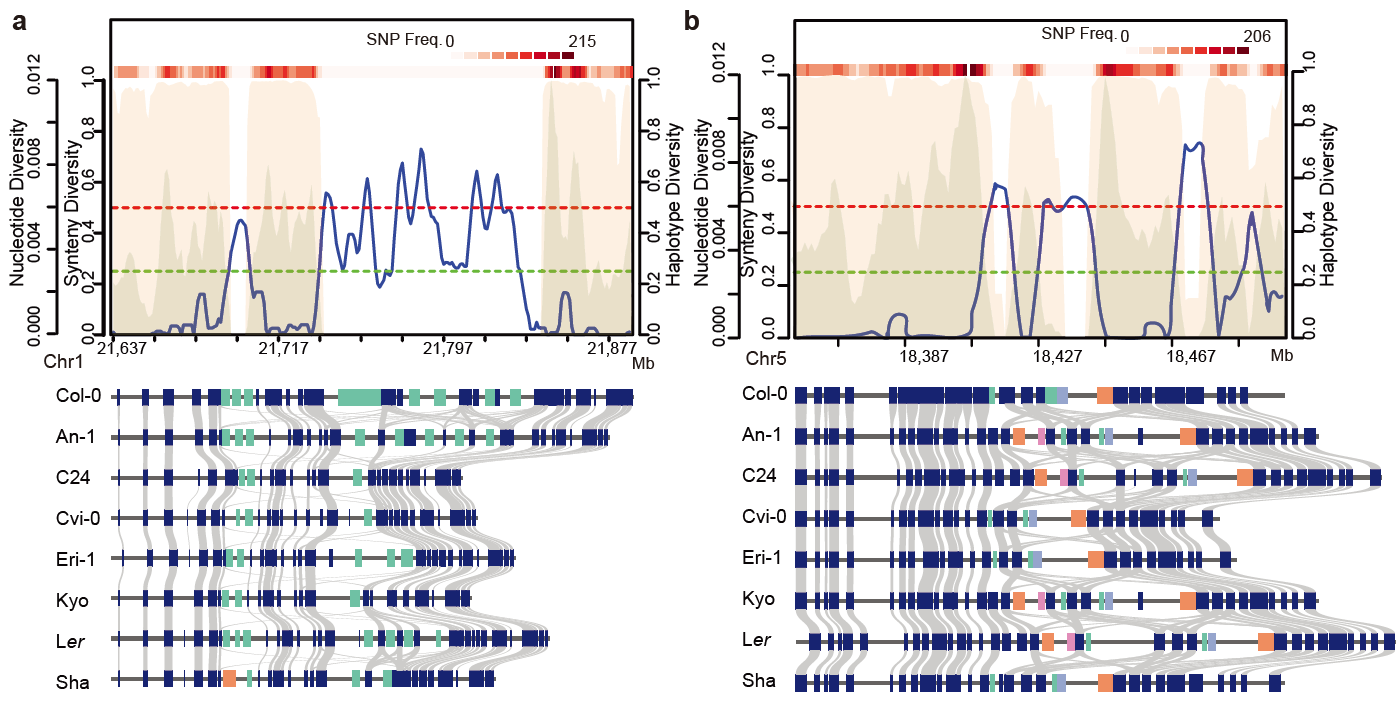 a
SNP Freq. 0 215
Nucleotide Diversity
0.000 0.004 0.008 0.012
Synteny Diversity
0.0 0.2 0.4 0.6 0.8 1.0
Haplotype Diversity
0.0 0.2 0.4 0.6 0.8 1.0
21,637 21,717 21,797 21,877
Chr1 Mb
Col-0
An-1
C24
Cvi-0
Eri-1
Kyo
Ler
Sha
b
SNP Freq. 0 206
Nucleotide Diversity
0.000 0.004 0.008 0.012
Synteny Diversity
0.0 0.2 0.4 0.6 0.8 1.0
Haplotype Diversity
0.0 0.2 0.4 0.6 0.8 1.0
Chr5 18,387 18,427 18,467 Mb
Col-0
An-1
C24
Cvi-0
Eri-1
Kyo
Ler
Sha